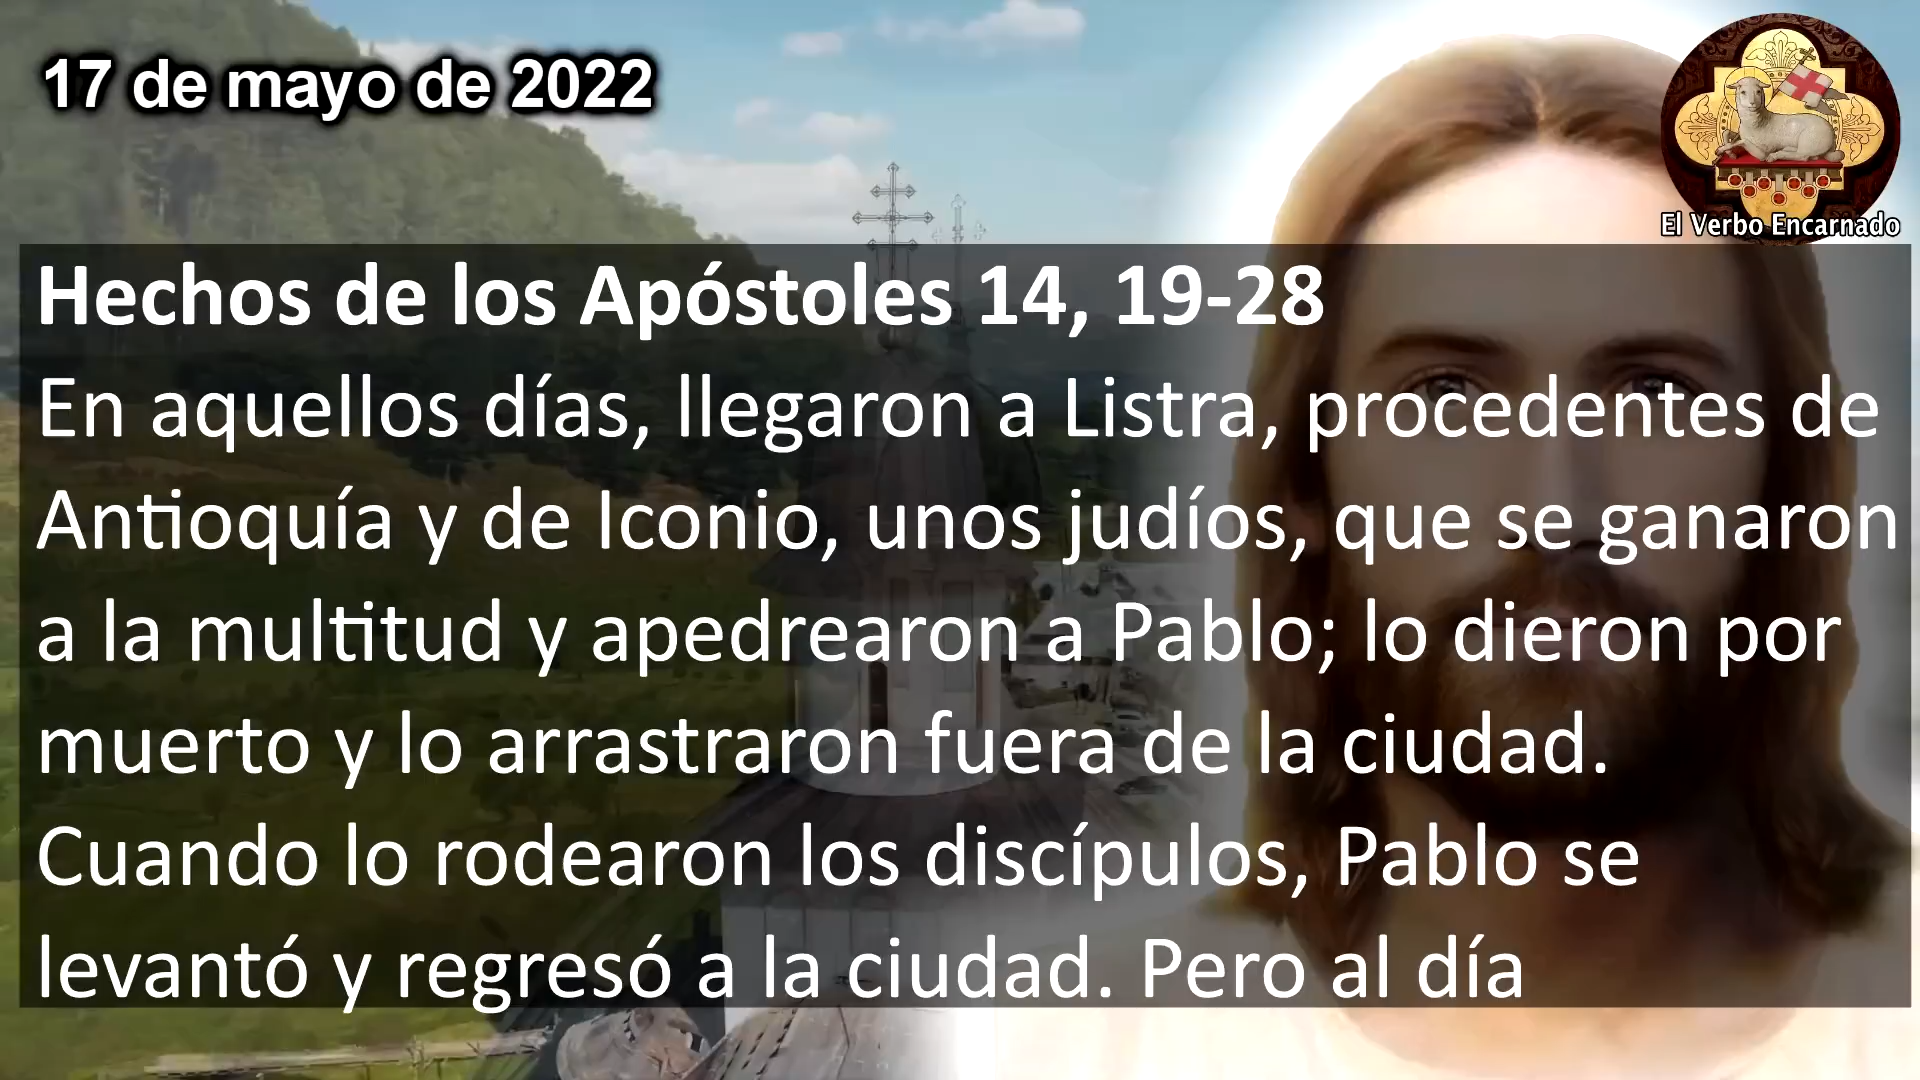 17 de mayo de 2022
El Verbo Encarnado
Hechos de los Apóstoles 14, 19-28
En aquellos días, llegaron a Listra, procedentes de
Antioquía y de Iconio, unos judíos, que se ganaron
a la multitud y apedrearon a Pablo; lo dieron por
muerto y lo arrastraron fuera de la ciudad.
Cuando lo rodearon los discípulos, Pablo se
levantó y regresó a la ciudad. Pero al día